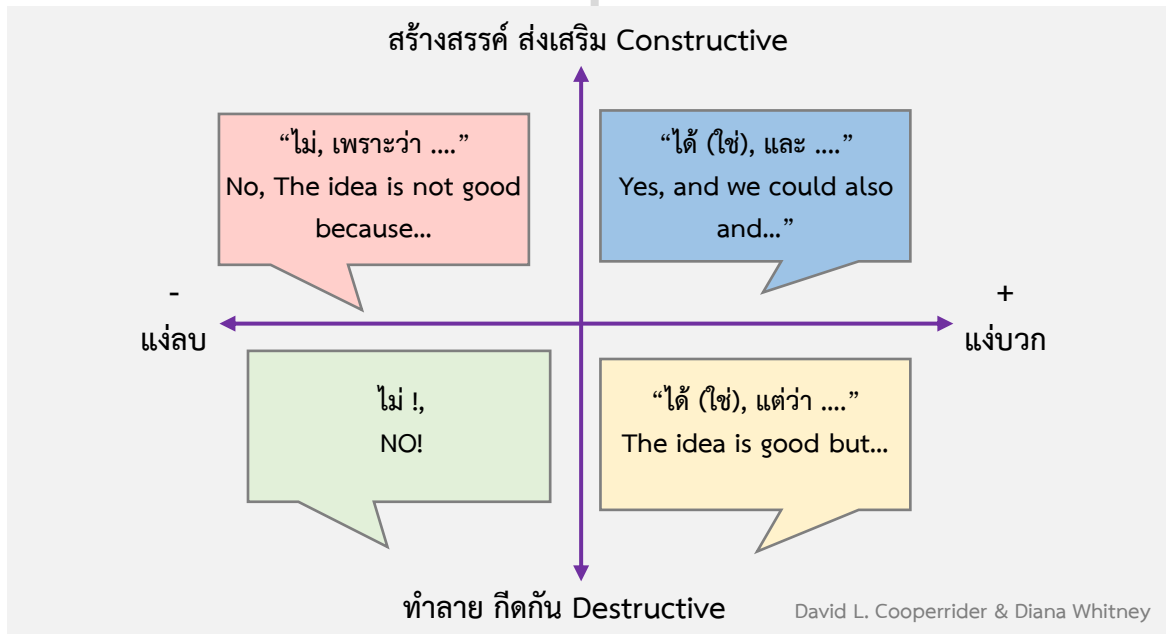 สร้างสรรค์ ส่งเสริม Constructive
“ไม่, เพราะว่า ....”
No, The idea is not good
because...
“ได้ (ใช่), และ ....”
Yes, and we could also
and...”
-
แง่ลบ
+
แง่บวก
ไม่ !,
NO!
“ได้ (ใช่), แต่ว่า ....”
The idea is good but...
ทำลาย กีดกัน Destructive
David L. Cooperrider & Diana Whitney